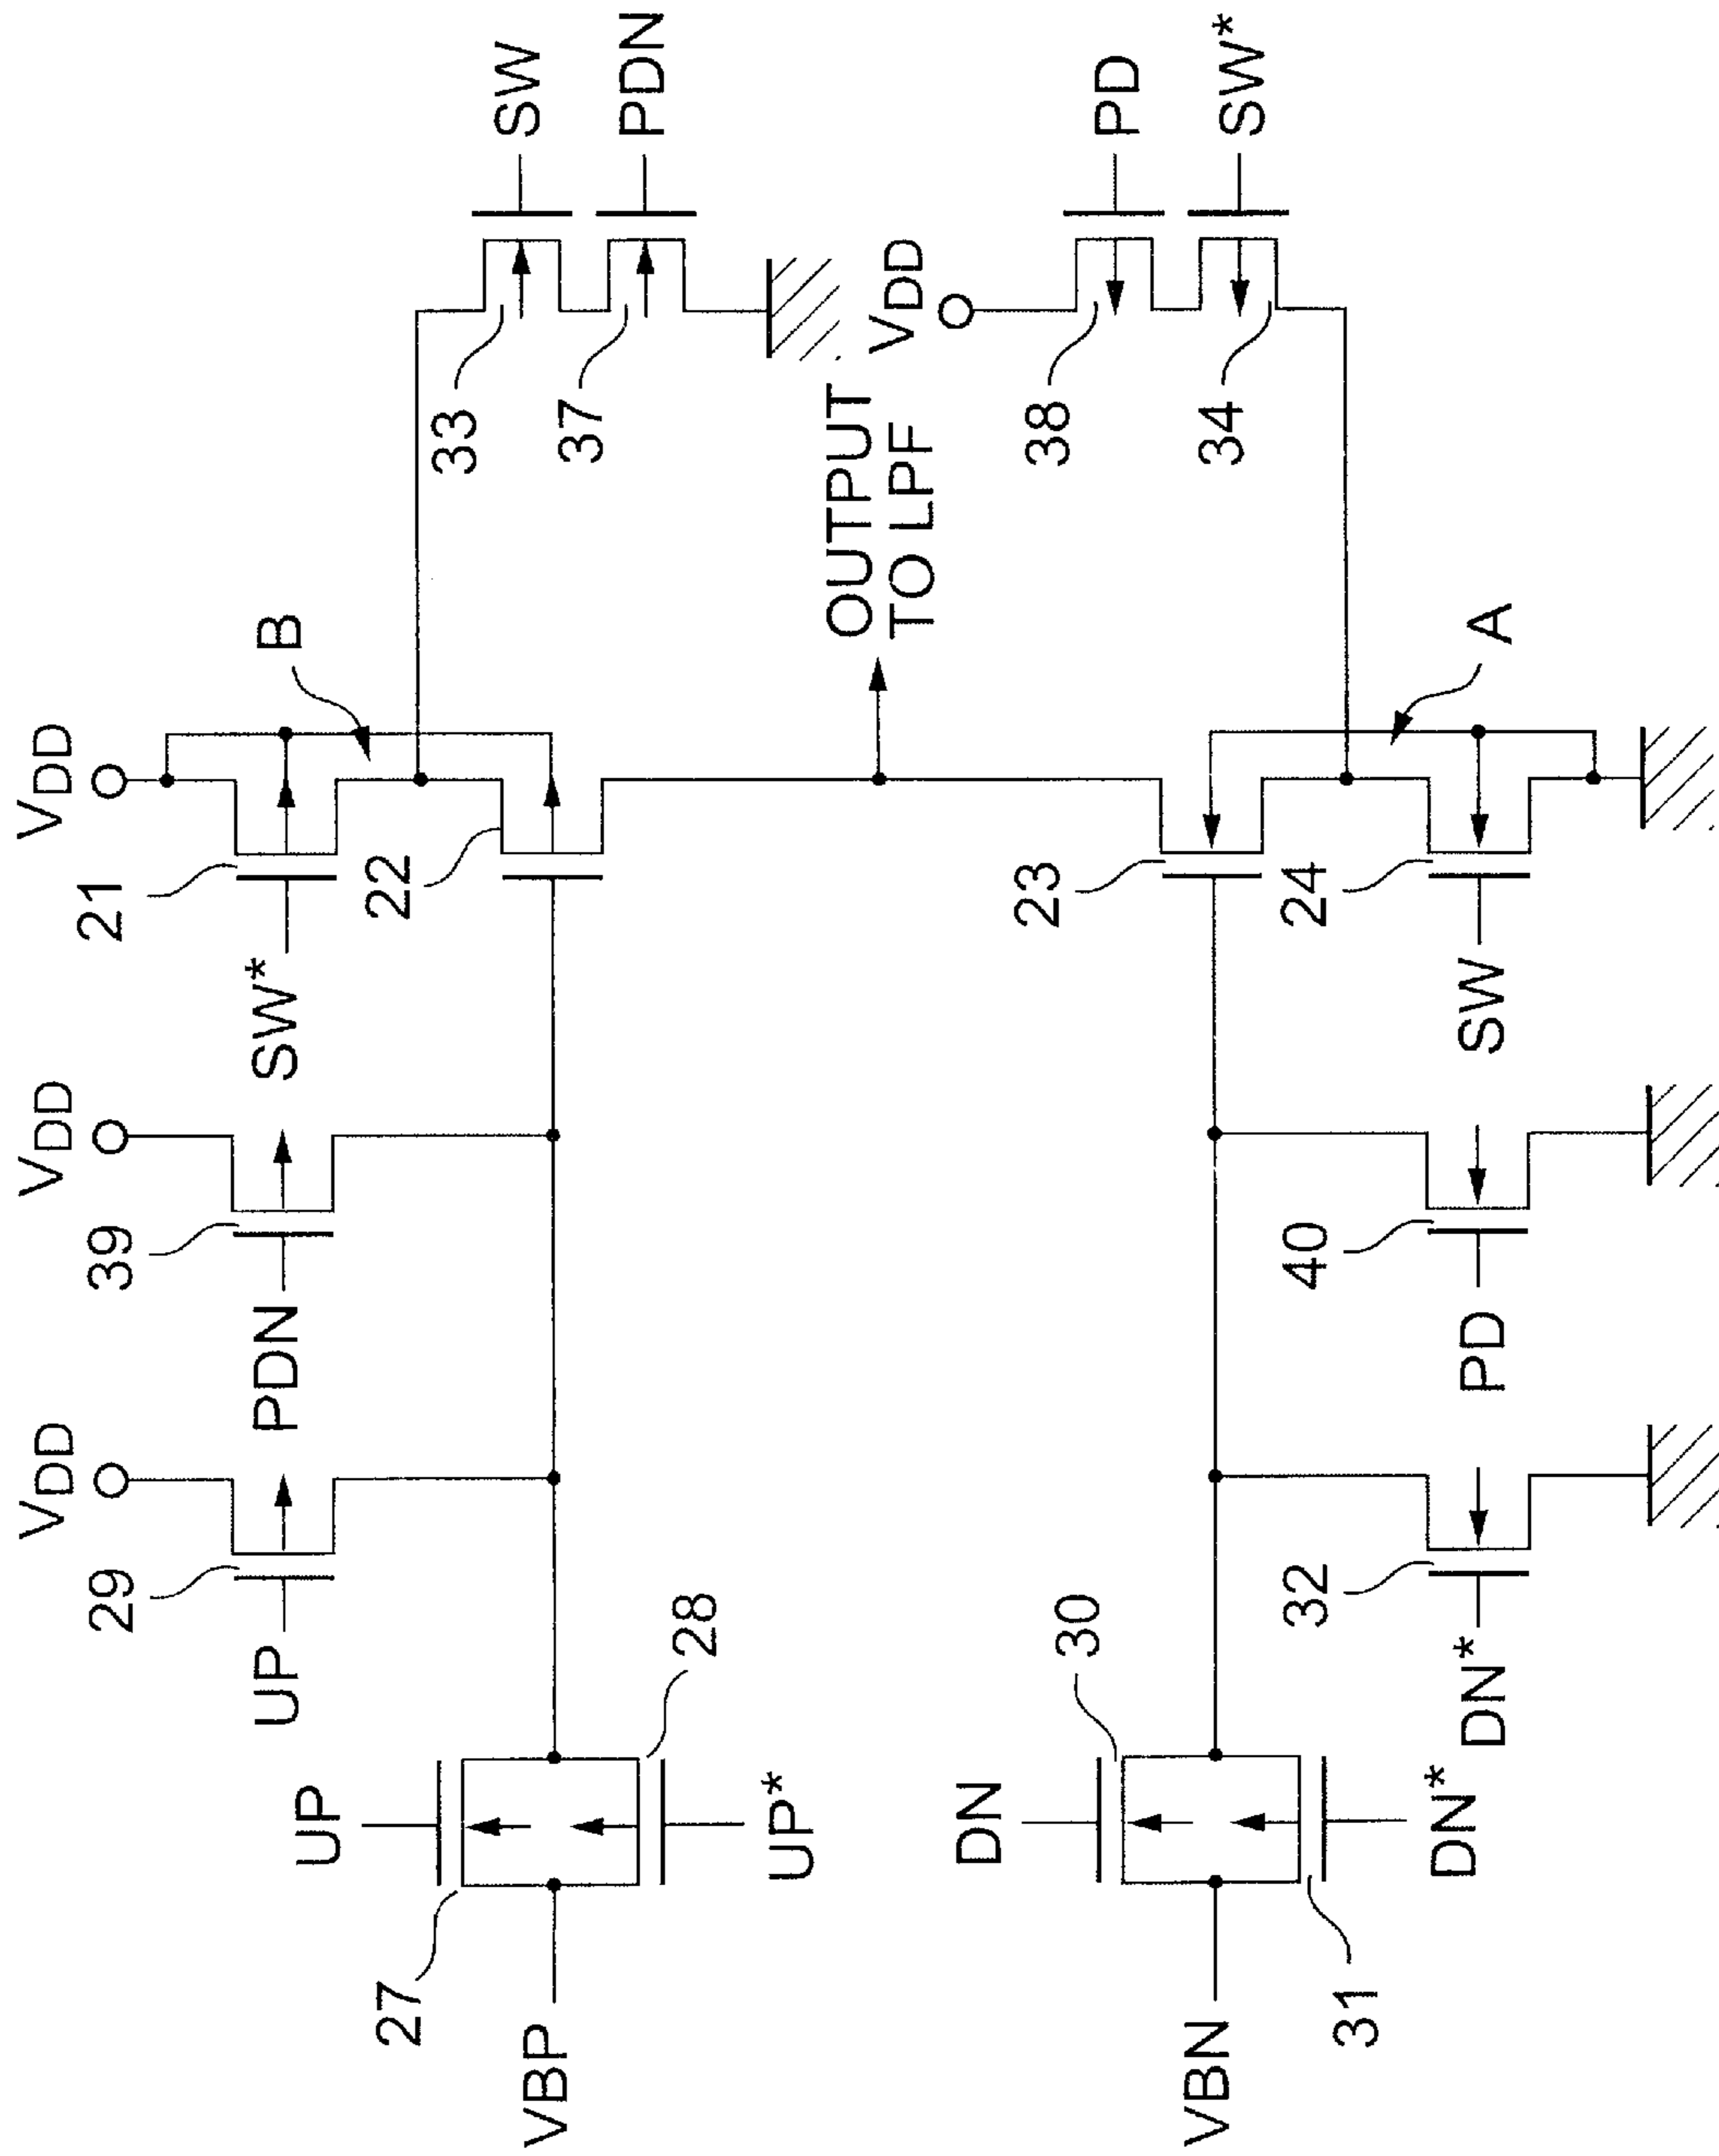 VDD
VDD
VDD
29
39
21
B
UP
PDN
SW*
SW
PDN
33
37
22
27
UP
28
VBP
UP*
OUTPUT
TO LPF
VDD
PD
SW*
38
34
30
DN
23
VBN
31
DN*
32
40
24
A
DN*
PD
SW